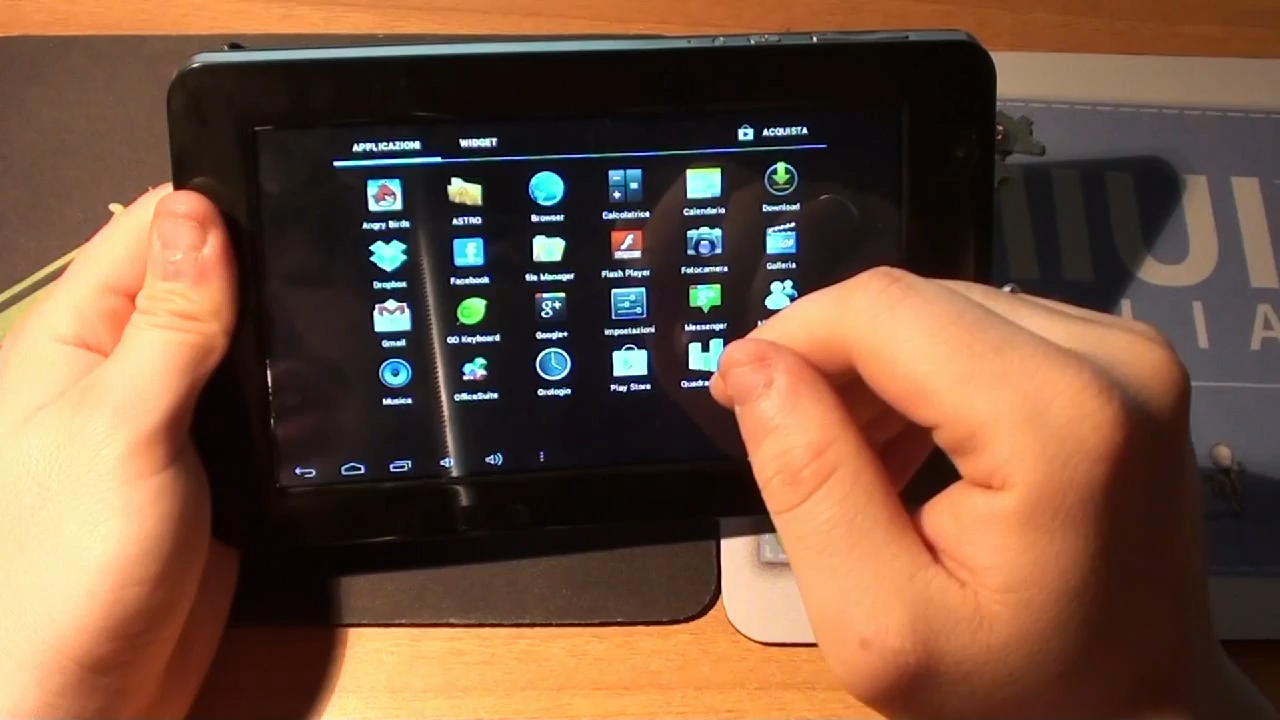 APPLICAZIONI WIDGET ACQUISTA
Angry Birds ASTRO Browser Calcolatrice Calendario Download
Dropbox Facebook file Manager Flash Player Fotocamera Galleria
Gmail GO Keyboard Google+ Impostazioni Messenger
Musica OfficeSuite Orologio Play Store